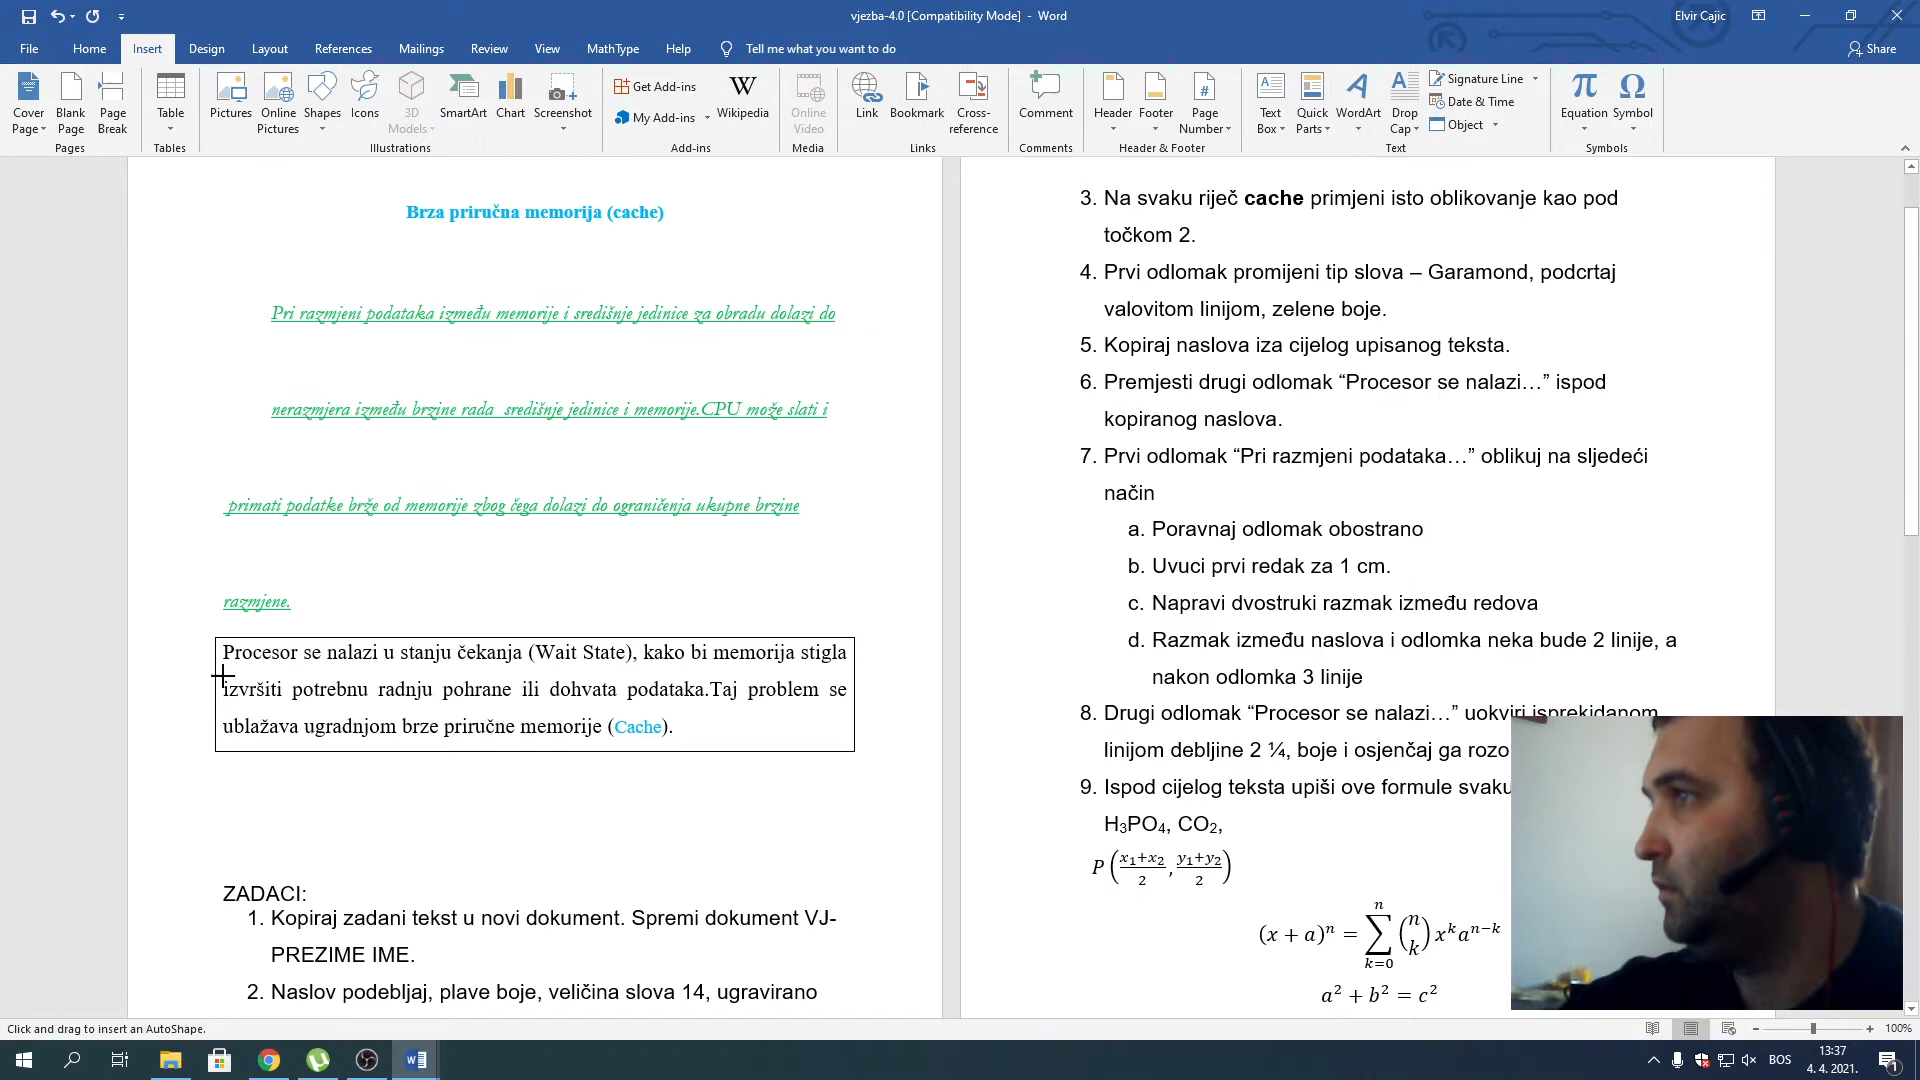 vjezba-4.0 [Compatibility Mode] - Word
Elvir Cajic
File Home Insert Design Layout References Mailings Review View MathType Help Tell me what you want to do
Share
Cover Page
Blank Page
Page Break
Pages
Table
Tables
Pictures
Online Pictures
Shapes
Icons
3D Models
SmartArt
Chart
Screenshot
Illustrations
Get Add-ins
My Add-ins
Wikipedia
Add-ins
Online Video
Media
Link
Bookmark
Cross-reference
Links
Comment
Comments
Header
Footer
Page Number
Header & Footer
Text Box
Quick Parts
WordArt
Drop Cap
Signature Line
Date & Time
Object
Text
Equation
Symbol
Symbols
Brza priručna memorija (cache)
Pri razmjeni podataka između memorije i središnje jedinice za obradu dolazi do
nerazmjera između brzine rada središnje jedinice i memorije.CPU može slati i
primati podatke brže od memorije zbog čega dolazi do ograničenja ukupne brzine
razmjene.
Procesor se nalazi u stanju čekanja (Wait State), kako bi memorija stigla
izvršiti potrebnu radnju pohrane ili dohvata podataka.Taj problem se
ublažava ugradnjom brze priručne memorije (Cache).
ZADACI:
1. Kopiraj zadani tekst u novi dokument. Spremi dokument VJ-
PREZIME IME.
2. Naslov podebljaj, plave boje, veličina slova 14, ugravirano
3. Na svaku riječ cache primjeni isto oblikovanje kao pod
točkom 2.
4. Prvi odlomak promijeni tip slova – Garamond, podcrtaj
valovitom linijom, zelene boje.
5. Kopiraj naslova iza cijelog upisanog teksta.
6. Premjesti drugi odlomak “Procesor se nalazi…” ispod
kopiranog naslova.
7. Prvi odlomak “Pri razmjeni podataka…” oblikuj na sljedeći
način
a. Poravnaj odlomak obostrano
b. Uvuci prvi redak za 1 cm.
c. Napravi dvostruki razmak između redova
d. Razmak između naslova i odlomka neka bude 2 linije, a
nakon odlomka 3 linije
8. Drugi odlomak “Procesor se nalazi…” uokviri isprekidanom
linijom debljine 2 ¼, boje i osjenčaj ga rozo
9. Ispod cijelog teksta upiši ove formule svaku
H₃PO₄, CO₂,
P(x₁+x₂/2, y₁+y₂/2)
(x + a)ⁿ = ∑ₖ₌₀ⁿ (n k) xᵏaⁿ⁻ᵏ
a² + b² = c²
Click and drag to insert an AutoShape.
100%
BOS
13:37
4. 4. 2021.
1